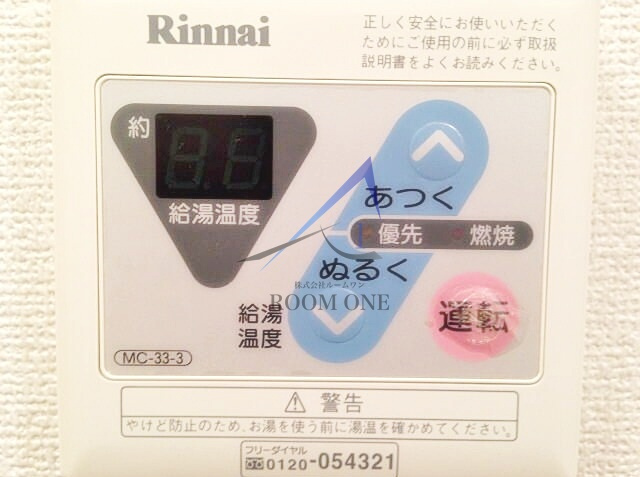 Rinnai
正しく安全にお使いいただく
ためにご使用の前に必ず取扱
説明書をよくお読みください。
約
給湯温度
あつく
優先 燃焼
ぬるく
株式会社ルームワン
ROOM ONE
給湯
温度
運転
MC-33-3
警告
やけど防止のため、お湯を使う前に湯温を確かめてください。
フリーダイヤル
0120-054321